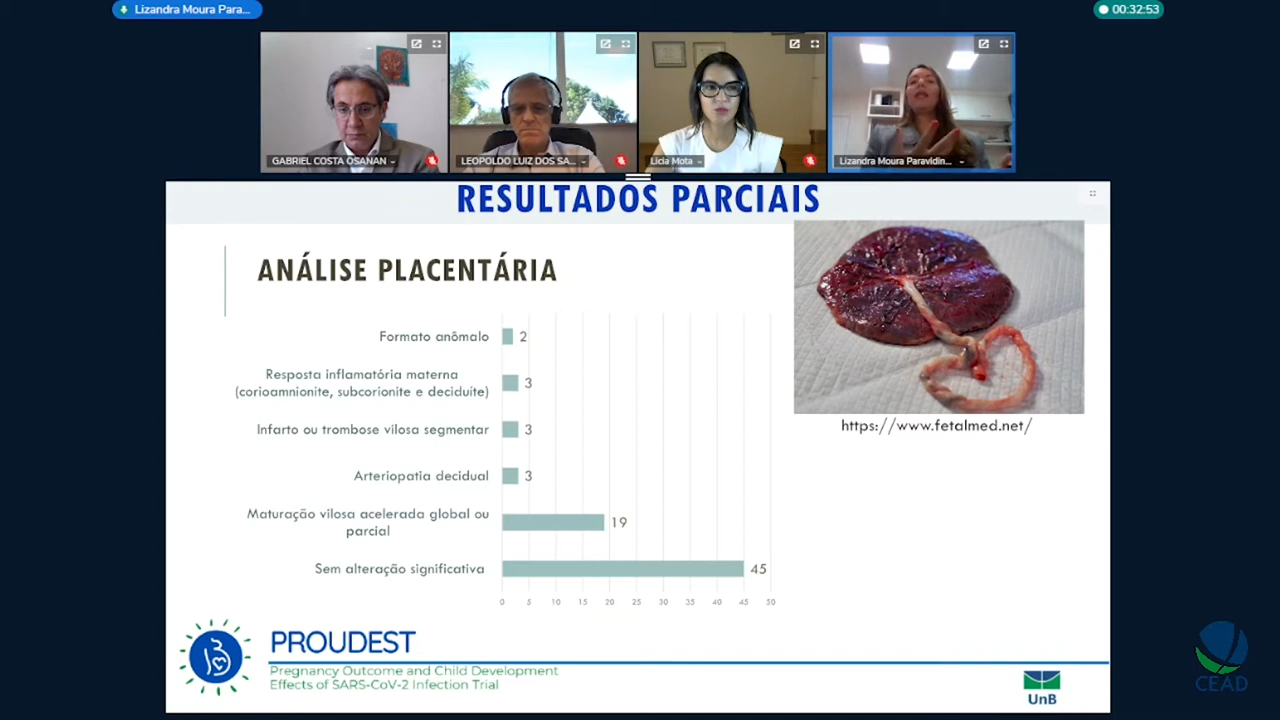 Lizandra Moura Para...
00:32:53
GABRIEL COSTA OSANAN
LEOPOLDO LUIZ DOS SA...
Licia Mota
Lizandra Moura Paravidin...
RESULTADOS PARCIAIS
ANÁLISE PLACENTÁRIA
Formato anômalo
2
Resposta inflamatória materna
(corioamnionite, subcorionite e deciduíte)
3
Infarto ou trombose vilosa segmentar
3
Arteriopatia decidual
3
Maturação vilosa acelerada global ou
parcial
19
Sem alteração significativa
45
0 5 10 15 20 25 30 35 40 45 50
https://www.fetalmed.net/
PROUDEST
Pregnancy Outcome and Child Development
Effects of SARS-CoV-2 Infection Trial
UnB
CEAD